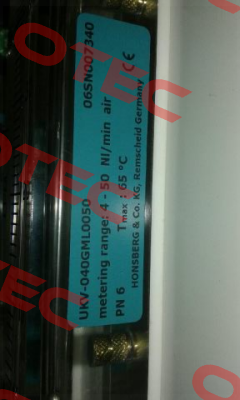 UKV-040GML0050 06SN007340
metering range: 4 - 50 Nl/min air CE
PN 6 Tmax : 65 °C
HONSBERG & Co. KG, Remscheid Germany
OTEC